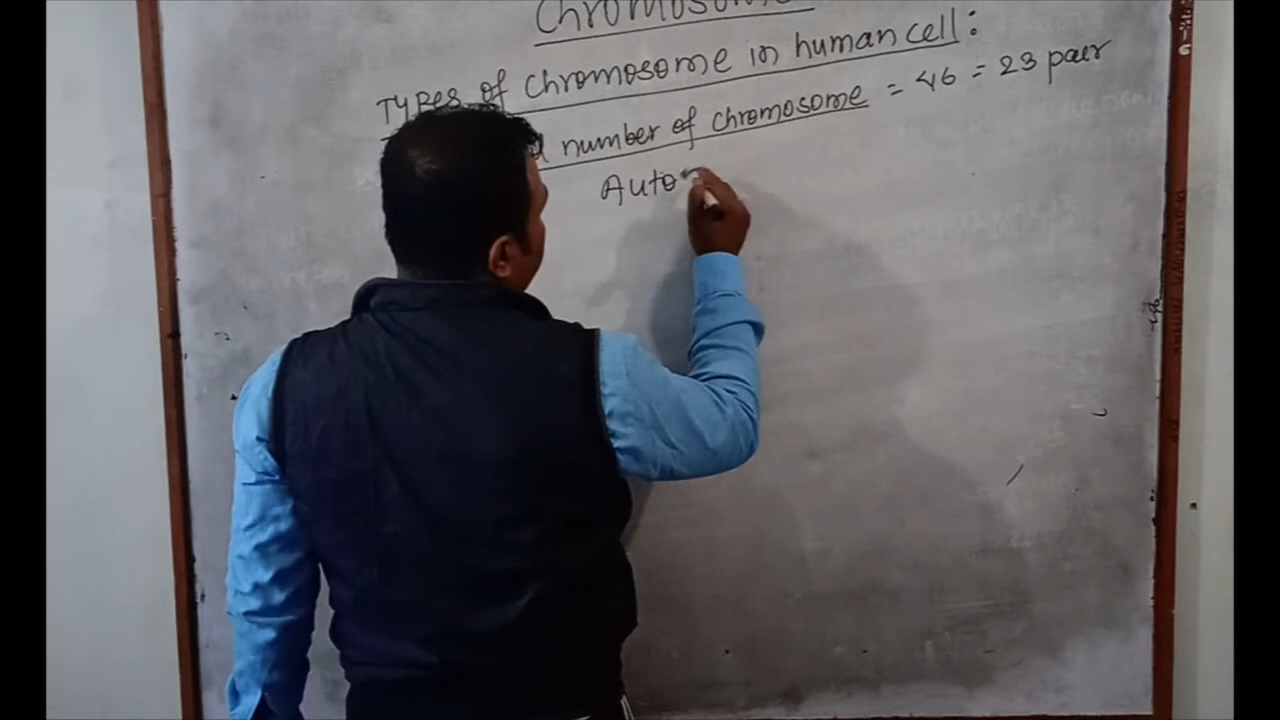 Chromosome
Types of chromosome in human cell :
number of chromosome = 46 = 23 pair
Auto